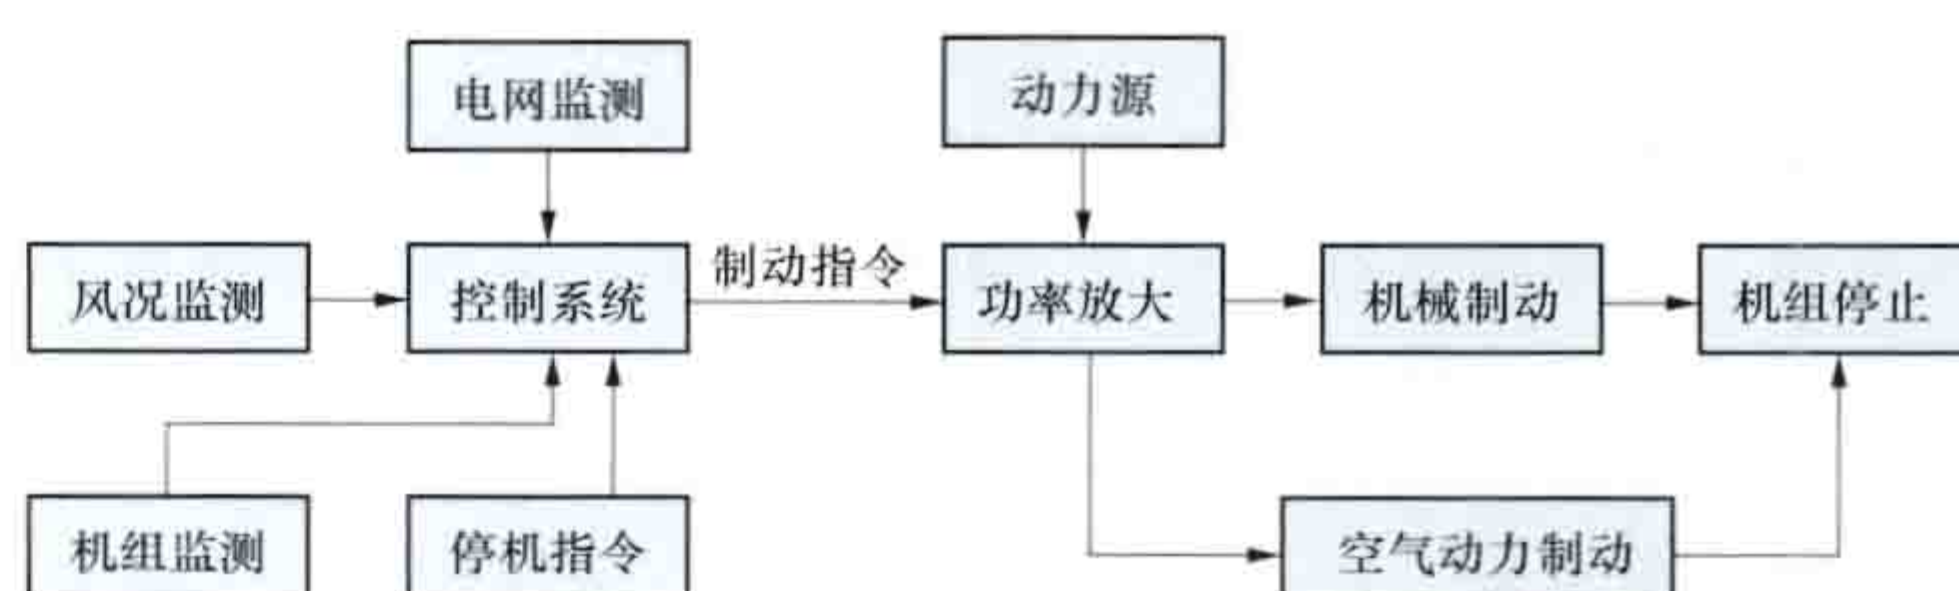 电网监测
动力源
风况监测
控制系统
制动指令
功率放大
机械制动
机组停止
机组监测
停机指令
空气动力制动